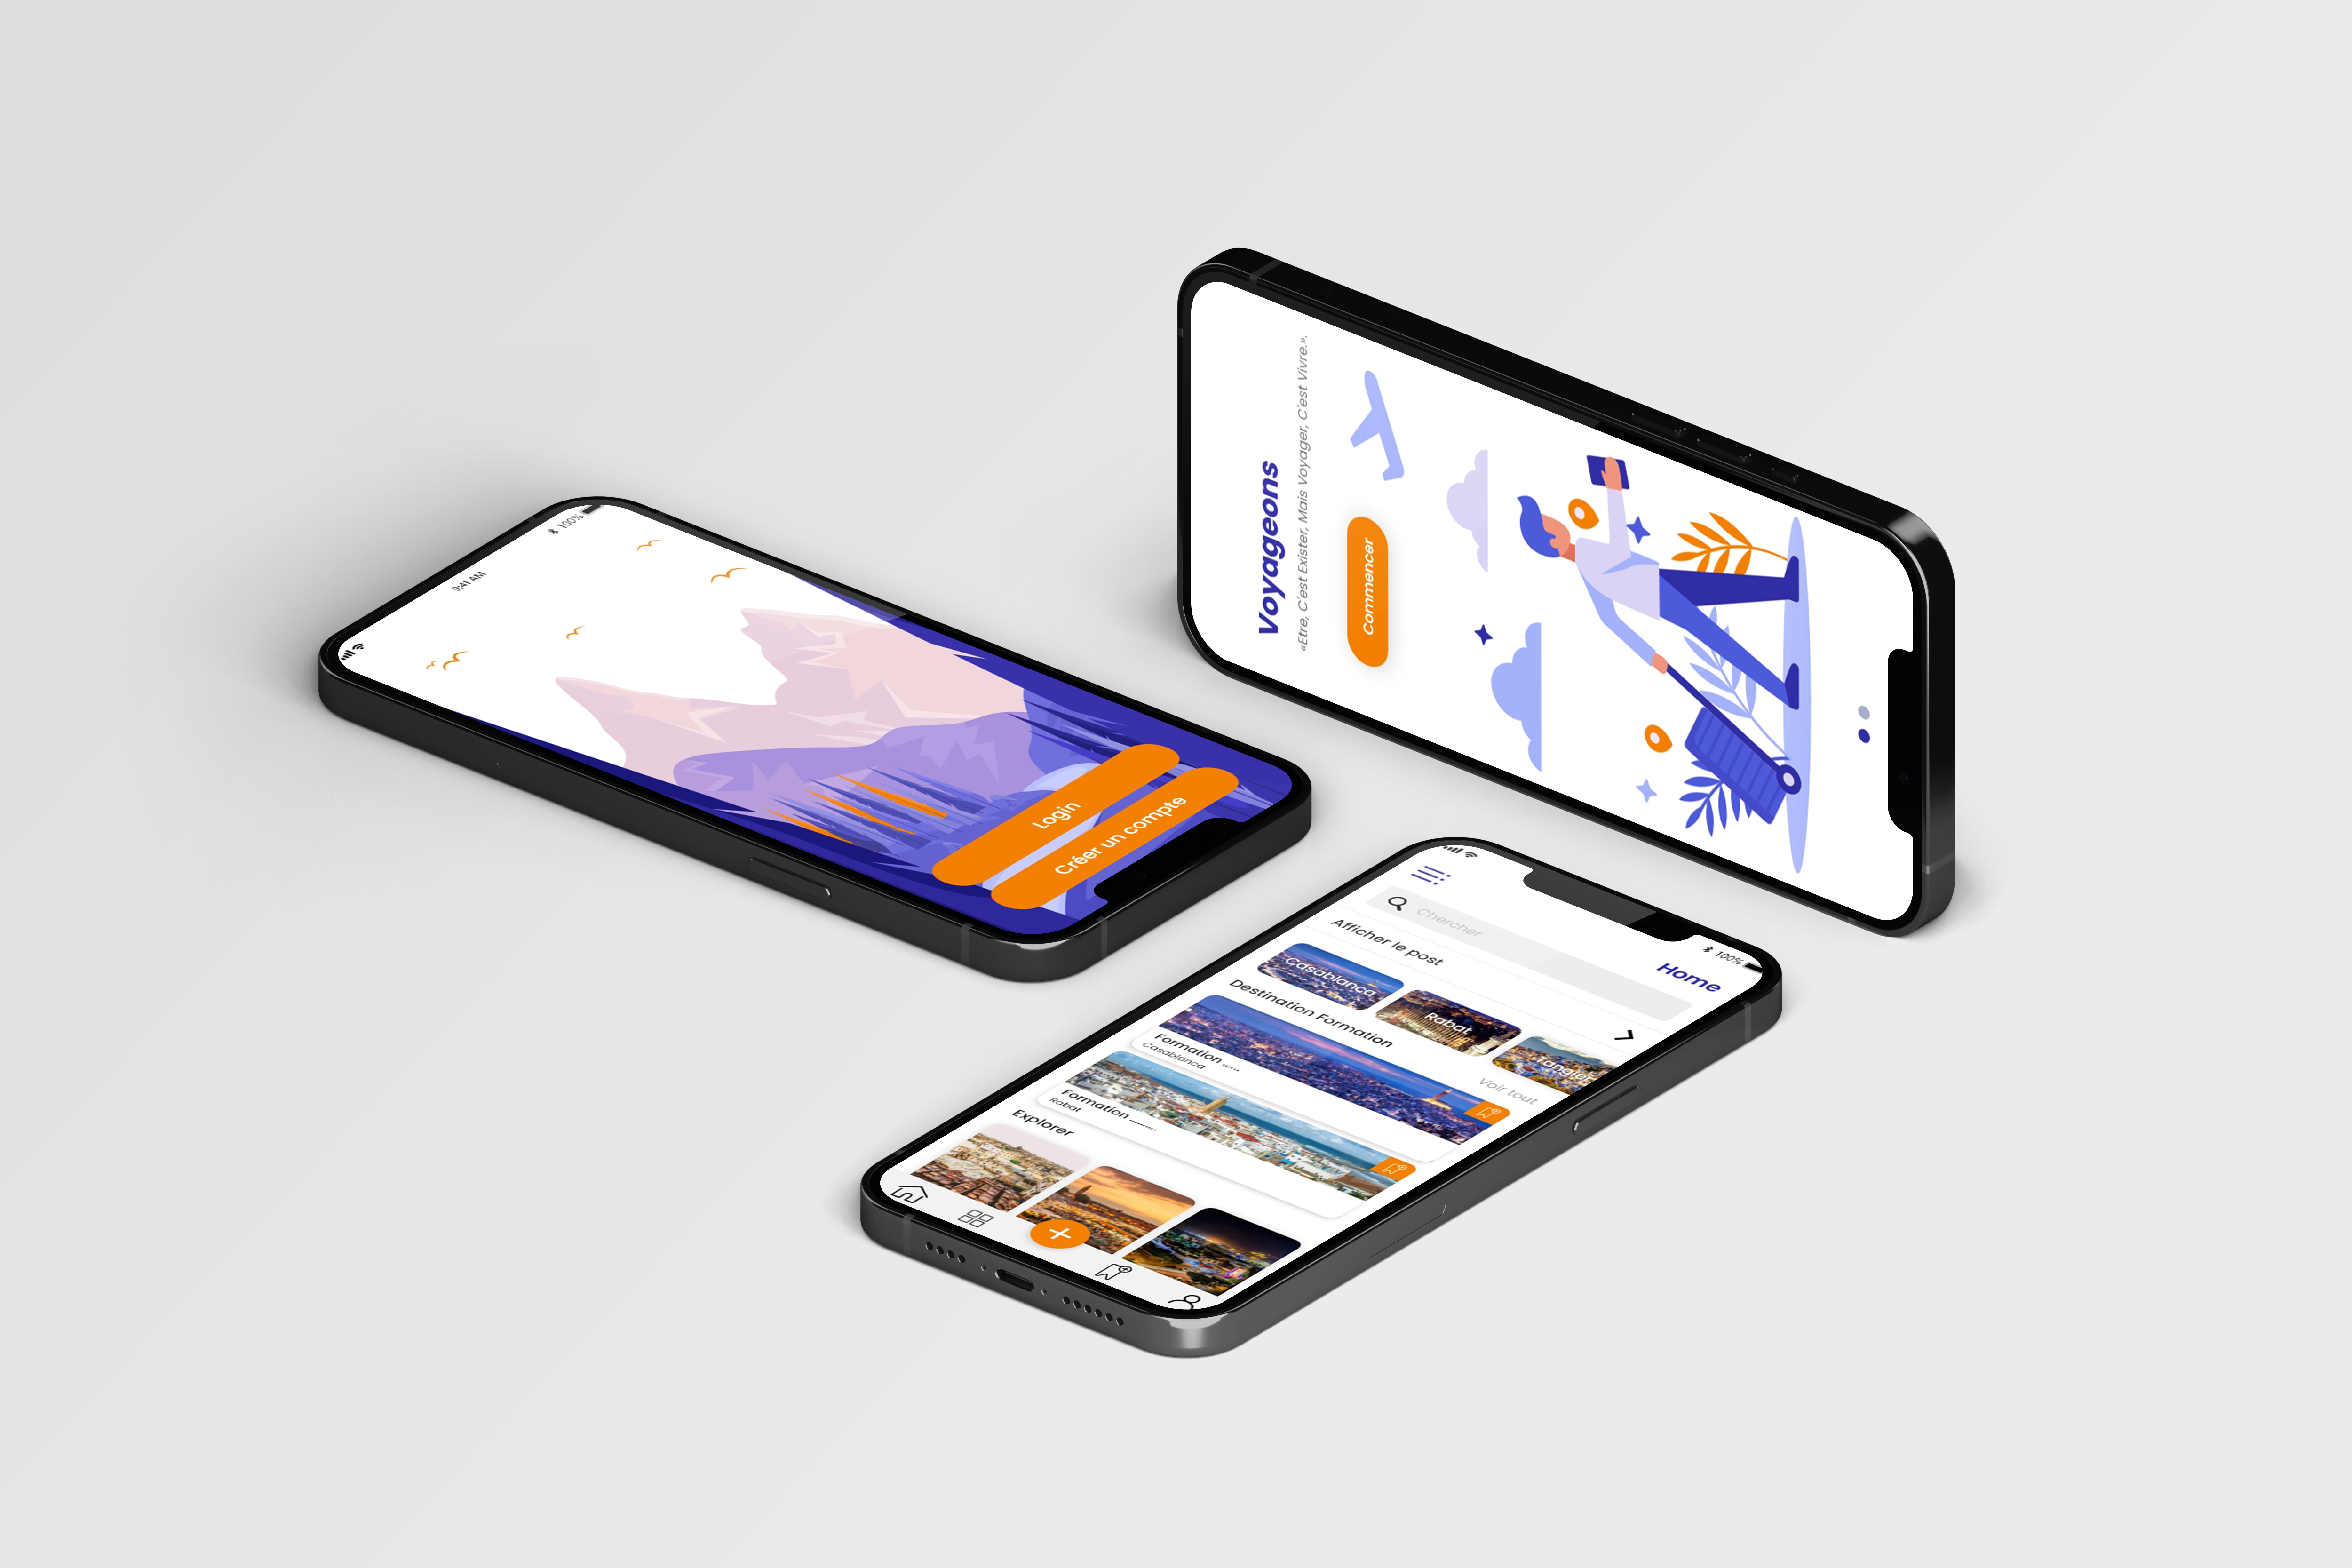 9:41 AM
100%
Login
Créer un compte
Voyageons
«Etre, C'est Exister, Mais Voyager, C'est Vivre.».
Commencer
100%
Home
Chercher
Afficher le post
Casablanca
Rabat
Tangier
Destination Formation
Voir tout
Formation ......
Casablanca
Formation ..........
Rabat
Explorer